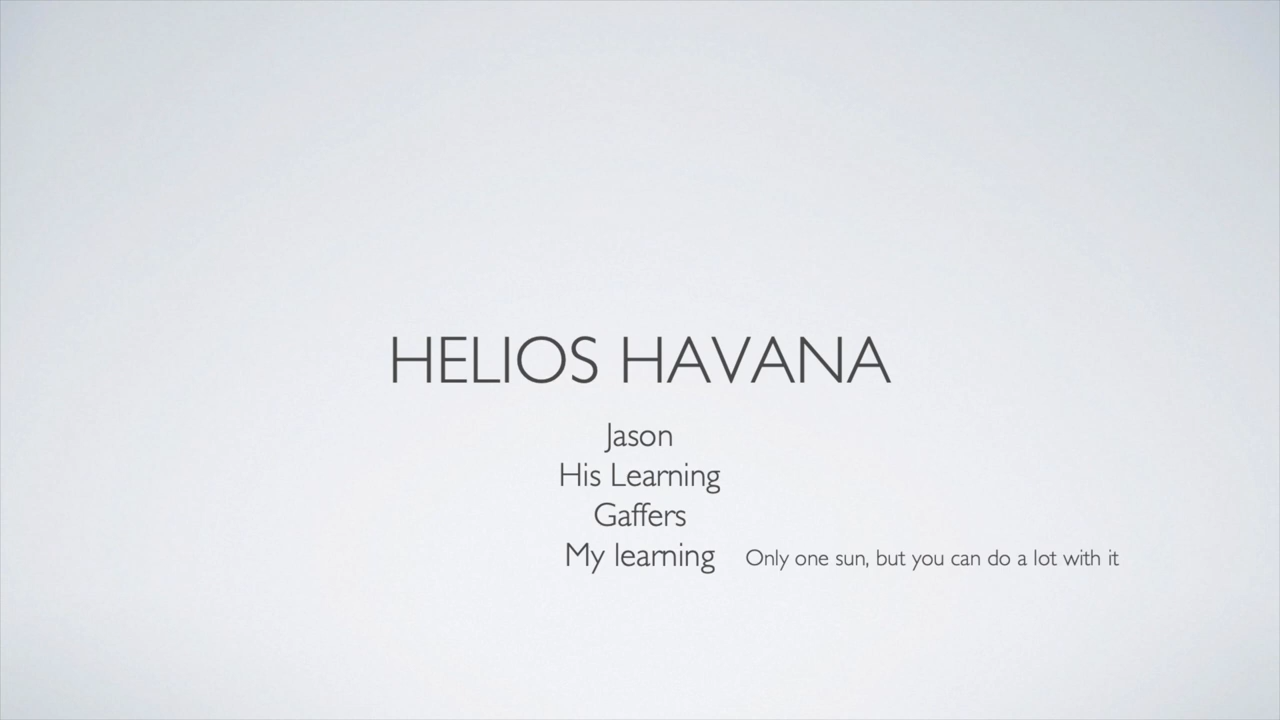 HELIOS HAVANA
Jason
His Learning
Gaffers
My learning Only one sun, but you can do a lot with it